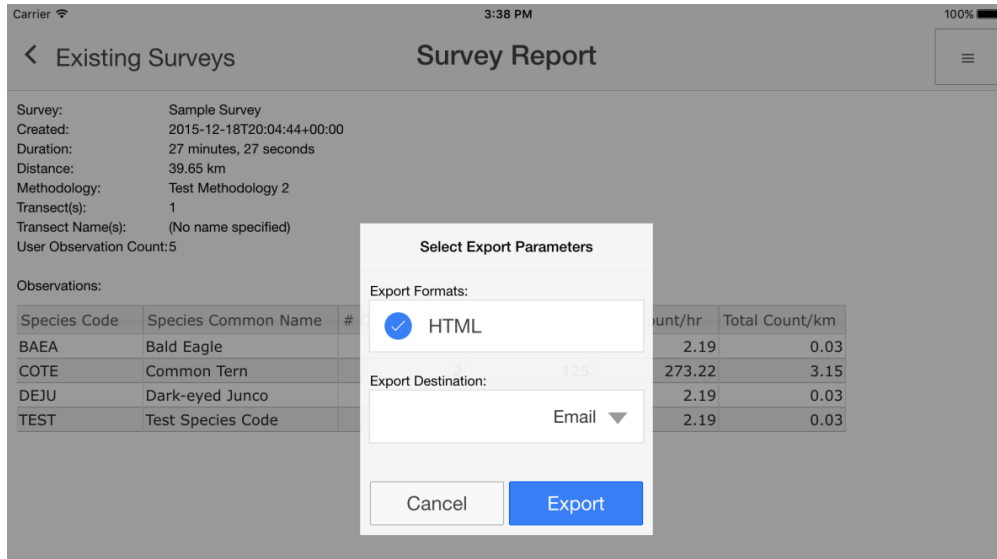 Carrier 3:38 PM 100%
Existing Surveys Survey Report
Survey: Sample Survey
Created: 2015-12-18T20:04:44+00:00
Duration: 27 minutes, 27 seconds
Distance: 39.65 km
Methodology: Test Methodology 2
Transect(s): 1
Transect Name(s): (No name specified)
User Observation Count: 5
Select Export Parameters
Observations:
Export Formats:
Species Code Species Common Name # ount/hr Total Count/km
HTML
BAEA Bald Eagle 2.19 0.03
COTE Common Tern 2 125 273.22 3.15
Export Destination:
DEJU Dark-eyed Junco 2.19 0.03
Email
TEST Test Species Code 2.19 0.03
Cancel Export